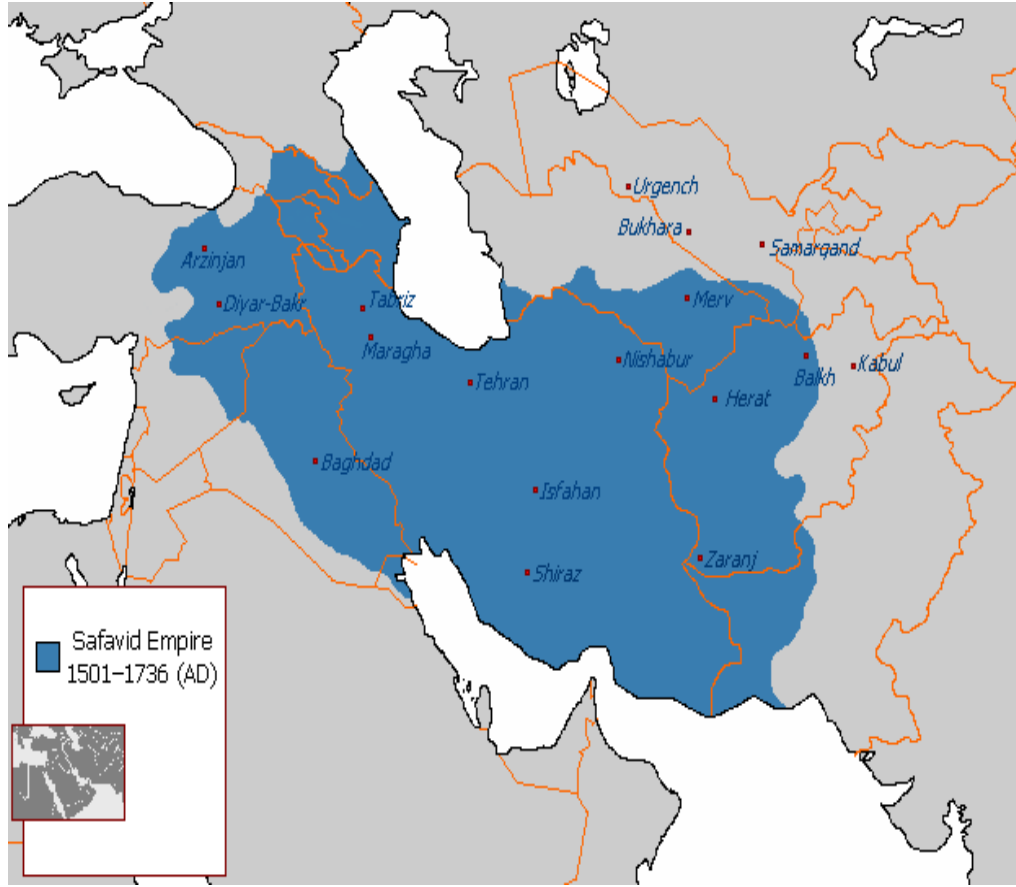 Urgench
Bukhara
Samarqand
Arzinjan
Diyar-Bakr
Tabriz
Merv
Maragha
Nishabur
Balkh
Kabul
Tehran
Herat
Baghdad
Isfahan
Zaranj
Shiraz
Safavid Empire
1501–1736 (AD)